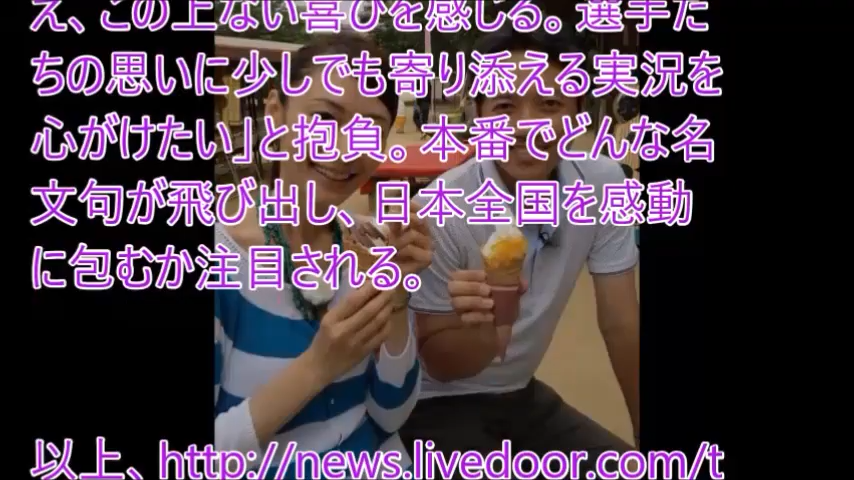 え、この上ない喜びを感じる。選手た
ちの思いに少しでも寄り添える実況を
心がけたい」と抱負。本番でどんな名
文句が飛び出し、日本全国を感動
に包むか注目される。
以上、http://news.livedoor.com/t